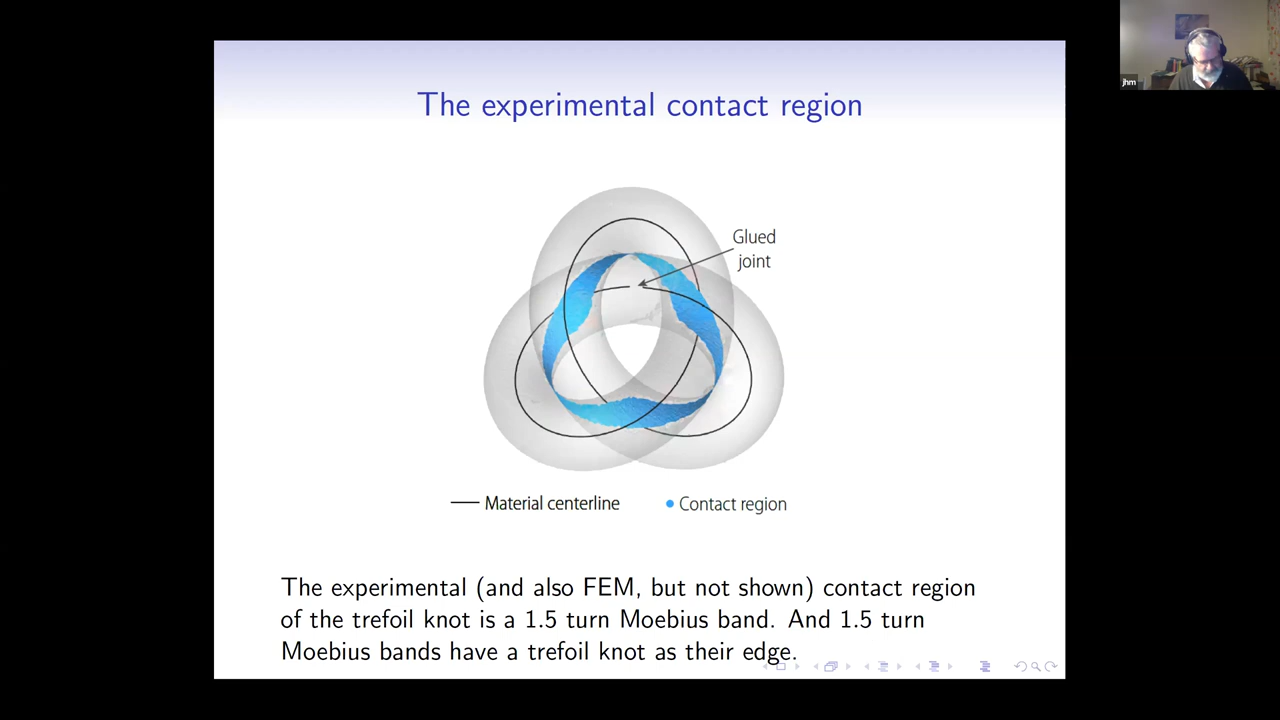 jhm
The experimental contact region
Glued
joint
Material centerline
Contact region
The experimental (and also FEM, but not shown) contact region
of the trefoil knot is a 1.5 turn Moebius band. And 1.5 turn
Moebius bands have a trefoil knot as their edge.